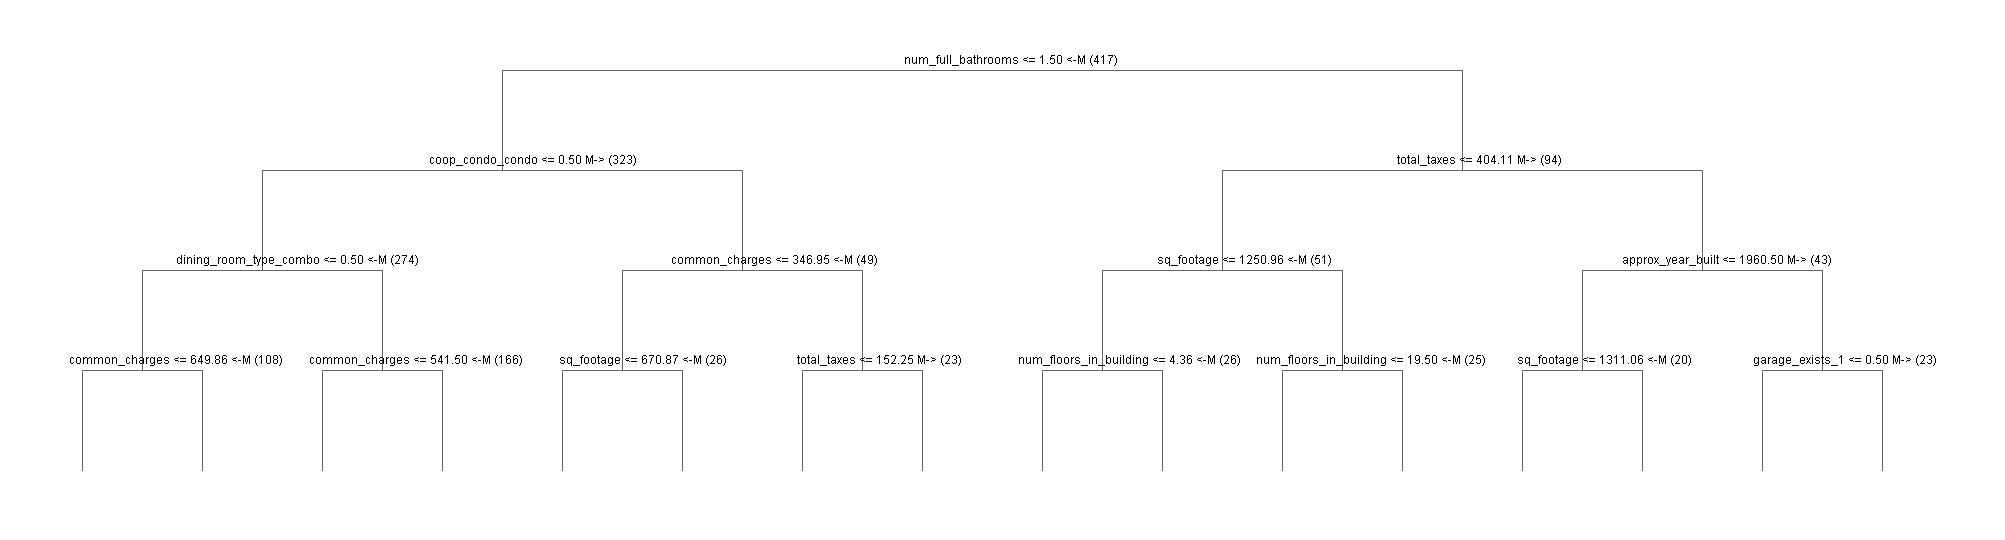 num_full_bathrooms <= 1.50 <-M (417)
coop_condo_condo <= 0.50 M-> (323)
total_taxes <= 404.11 M-> (94)
dining_room_type_combo <= 0.50 <-M (274)
common_charges <= 346.95 <-M (49)
sq_footage <= 1250.96 <-M (51)
approx_year_built <= 1960.50 M-> (43)
common_charges <= 649.86 <-M (108)
common_charges <= 541.50 <-M (166)
sq_footage <= 670.87 <-M (26)
total_taxes <= 152.25 M-> (23)
num_floors_in_building <= 4.36 <-M (26)
num_floors_in_building <= 19.50 <-M (25)
sq_footage <= 1311.06 <-M (20)
garage_exists_1 <= 0.50 M-> (23)